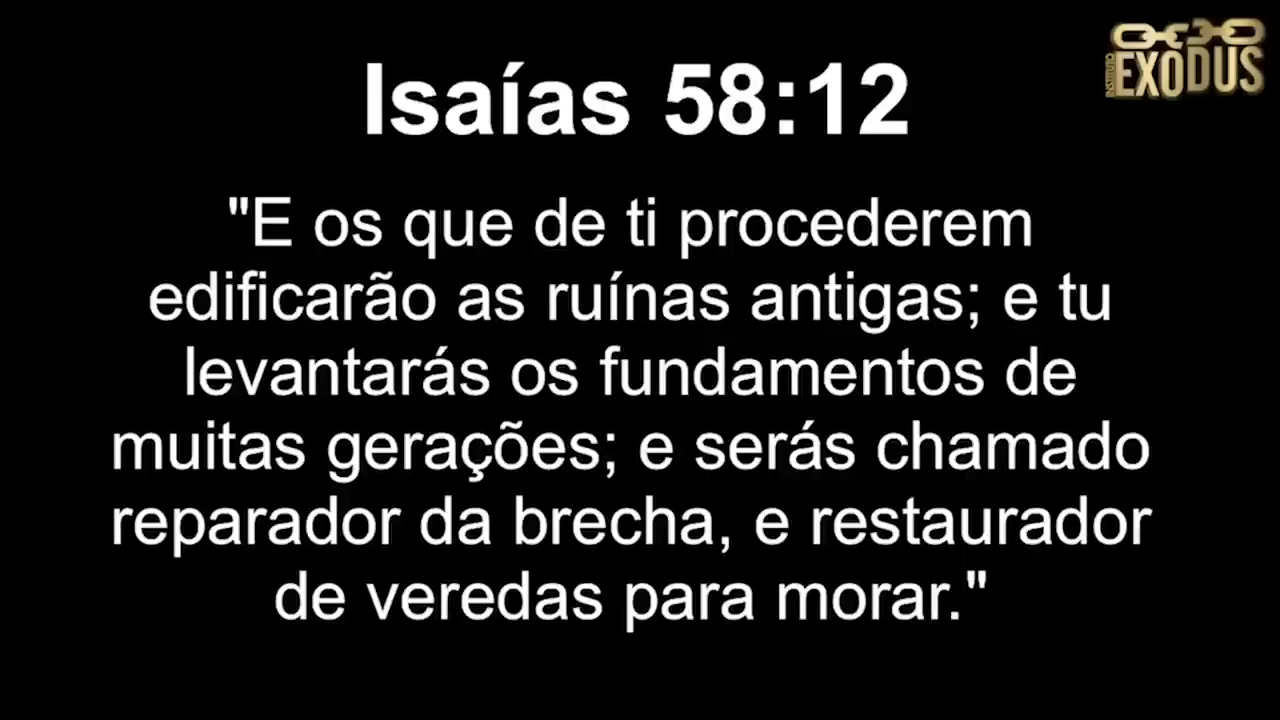 INSTITUTO
EXODUS
Isaías 58:12
"E os que de ti procederem
edificarão as ruínas antigas; e tu
levantarás os fundamentos de
muitas gerações; e serás chamado
reparador da brecha, e restaurador
de veredas para morar."